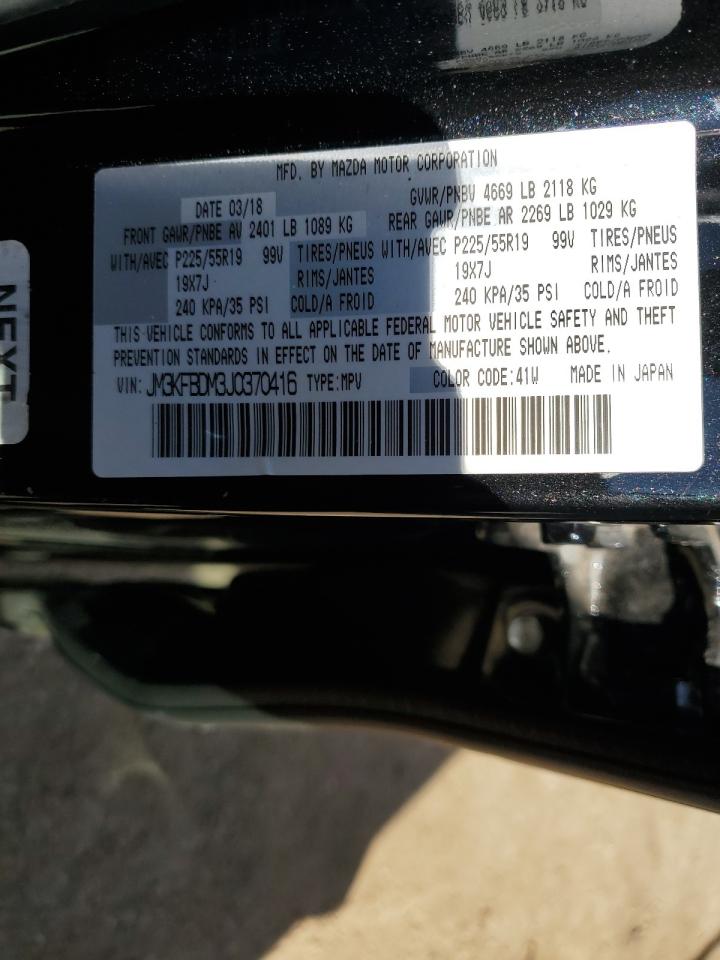 MFD. BY MAZDA MOTOR CORPORATION
DATE 03/18 GVWR/PNBV 4669 LB 2118 KG
FRONT GAWR/PNBE AV 2401 LB 1089 KG REAR GAWR/PNBE AR 2269 LB 1029 KG
WITH/AVEC P225/55R19 99V TIRES/PNEUS WITH/AVEC P225/55R19 99V TIRES/PNEUS
19X7J RIMS/JANTES 19X7J RIMS/JANTES
240 KPA/35 PSI COLD/A FROID 240 KPA/35 PSI COLD/A FROID
THIS VEHICLE CONFORMS TO ALL APPLICABLE FEDERAL MOTOR VEHICLE SAFETY AND THEFT
PREVENTION STANDARDS IN EFFECT ON THE DATE OF MANUFACTURE SHOWN ABOVE.
VIN: JM3KFBDM3J0370416 TYPE:MPV COLOR CODE:41W MADE IN JAPAN
NEXT